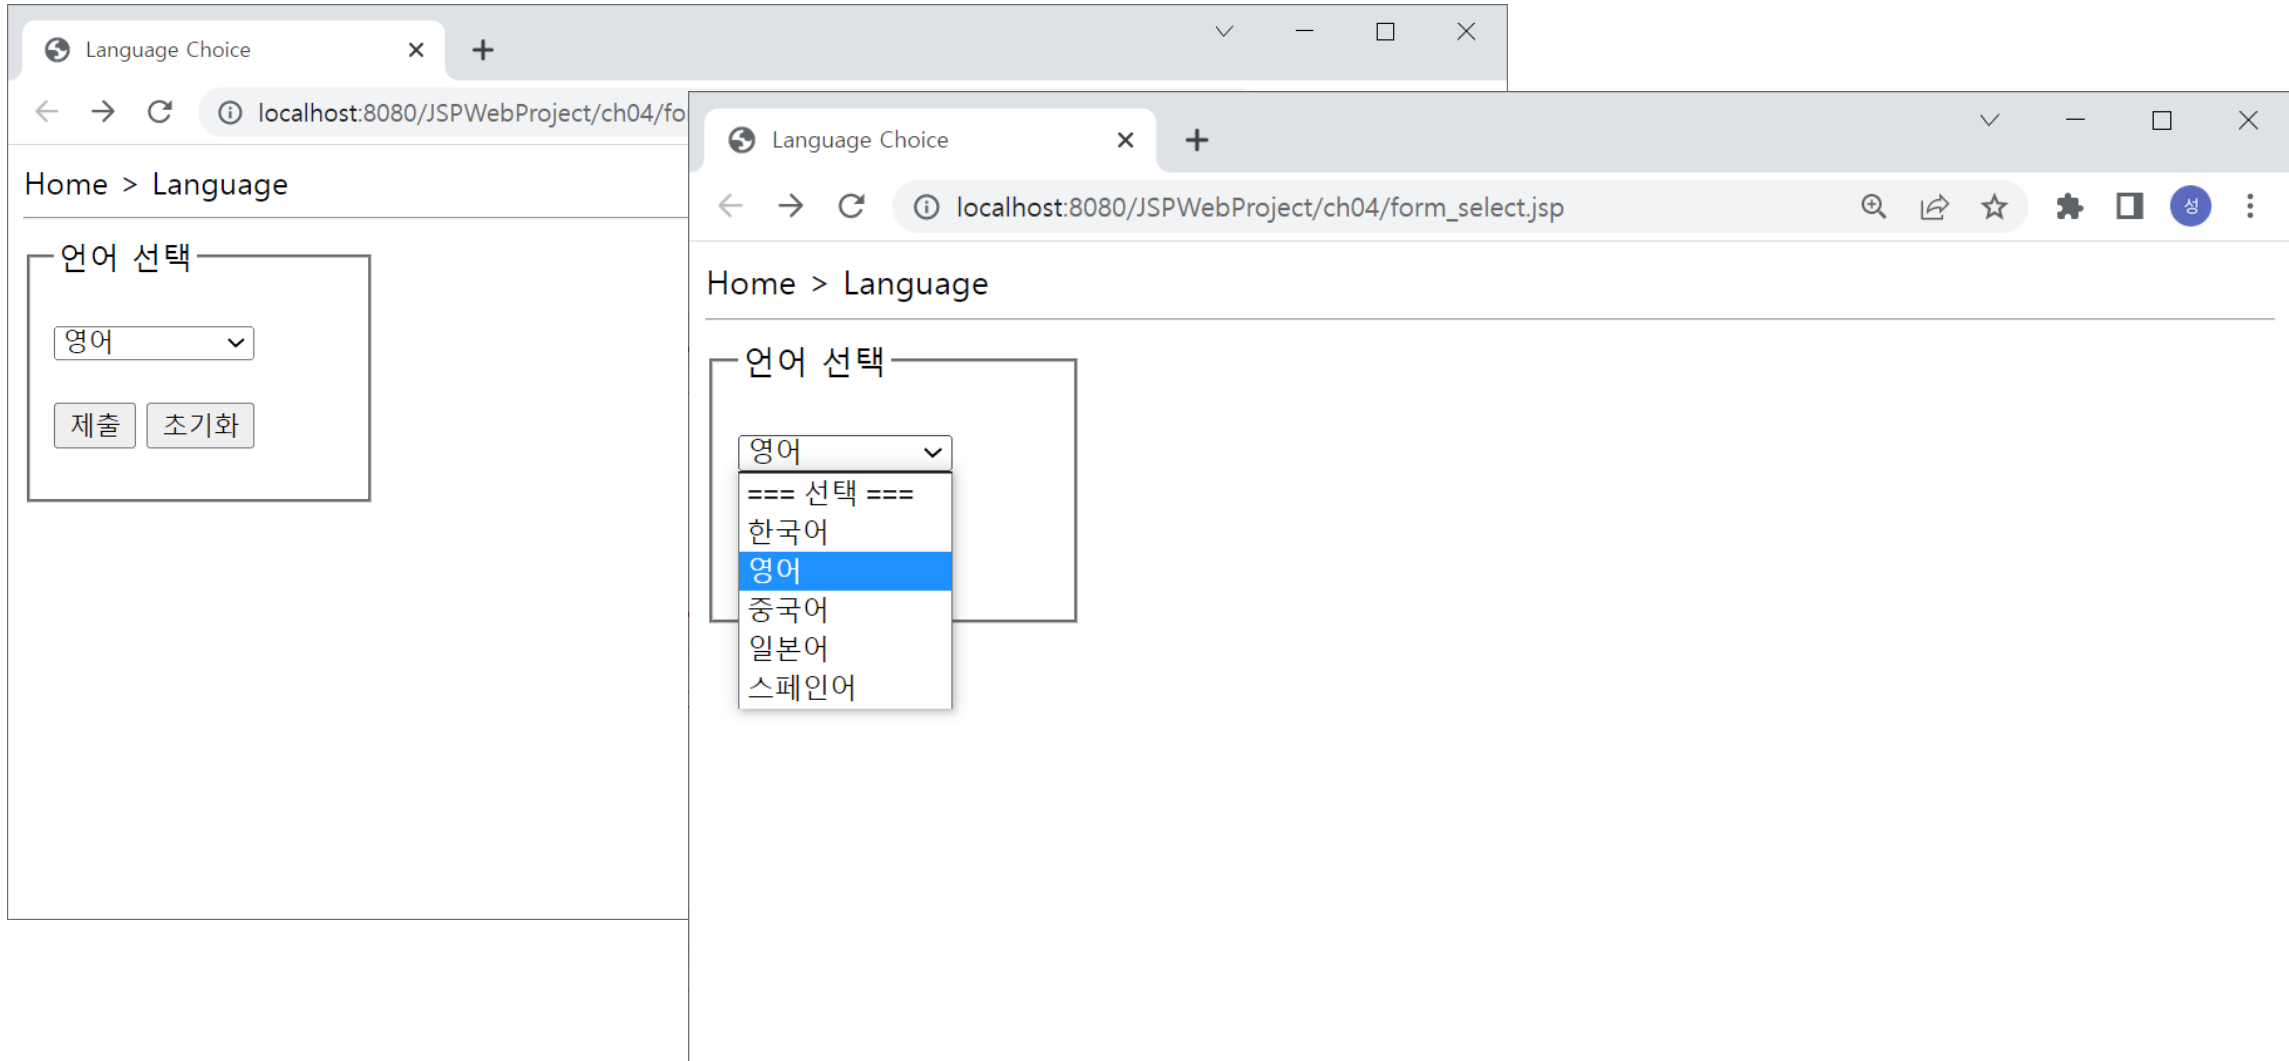 Language Choice
localhost:8080/JSPWebProject/ch04/fo
Home > Language
언어 선택
영어
제출 초기화
Language Choice
localhost:8080/JSPWebProject/ch04/form_select.jsp
성
Home > Language
언어 선택
영어
=== 선택 ===
한국어
영어
중국어
일본어
스페인어